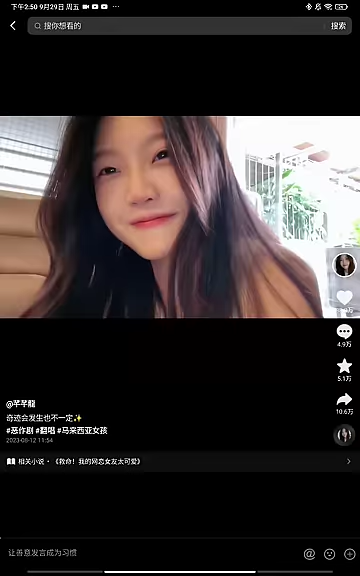 下午2:50 9月29日 周五 ···
搜你想看的
搜索
4.9万
5.1万
10.6万
@芊芊龍
奇迹会发生也不一定✨
#恶作剧 #翻唱 #马来西亚女孩
2023-08-12 11:54
相关小说 · 《救命！我的网恋女友太可爱》
让善意发言成为习惯
@